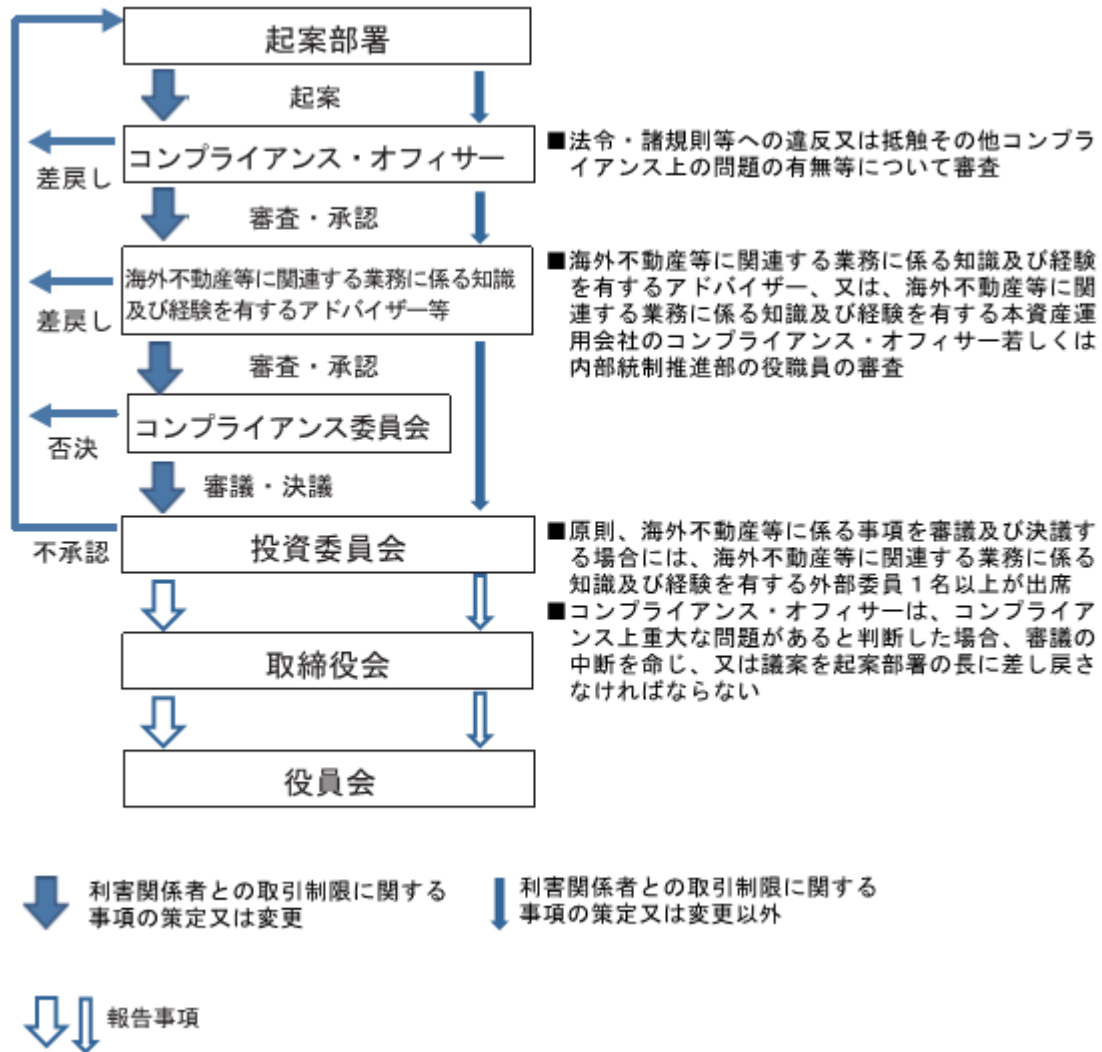 起案部署
起案
コンプライアンス・オフィサー
差戻し
■法令・諸規則等への違反又は抵触その他コンプラ
イアンス上の問題の有無等について審査
審査・承認
海外不動産等に関連する業務に係る知識
及び経験を有するアドバイザー等
差戻し
■海外不動産等に関連する業務に係る知識及び経験
を有するアドバイザー、又は、海外不動産等に関
連する業務に係る知識及び経験を有する本資産運
用会社のコンプライアンス・オフィサー若しくは
内部統制推進部の役職員の審査
審査・承認
コンプライアンス委員会
否決
審議・決議
投資委員会
不承認
■原則、海外不動産等に係る事項を審議及び決議す
る場合には、海外不動産等に関連する業務に係る
知識及び経験を有する外部委員１名以上が出席
■コンプライアンス・オフィサーは、コンプライア
ンス上重大な問題があると判断した場合、審議の
中断を命じ、又は議案を起案部署の長に差し戻さ
なければならない
取締役会
役員会
利害関係者との取引制限に関する
事項の策定又は変更
利害関係者との取引制限に関する
事項の策定又は変更以外
報告事項